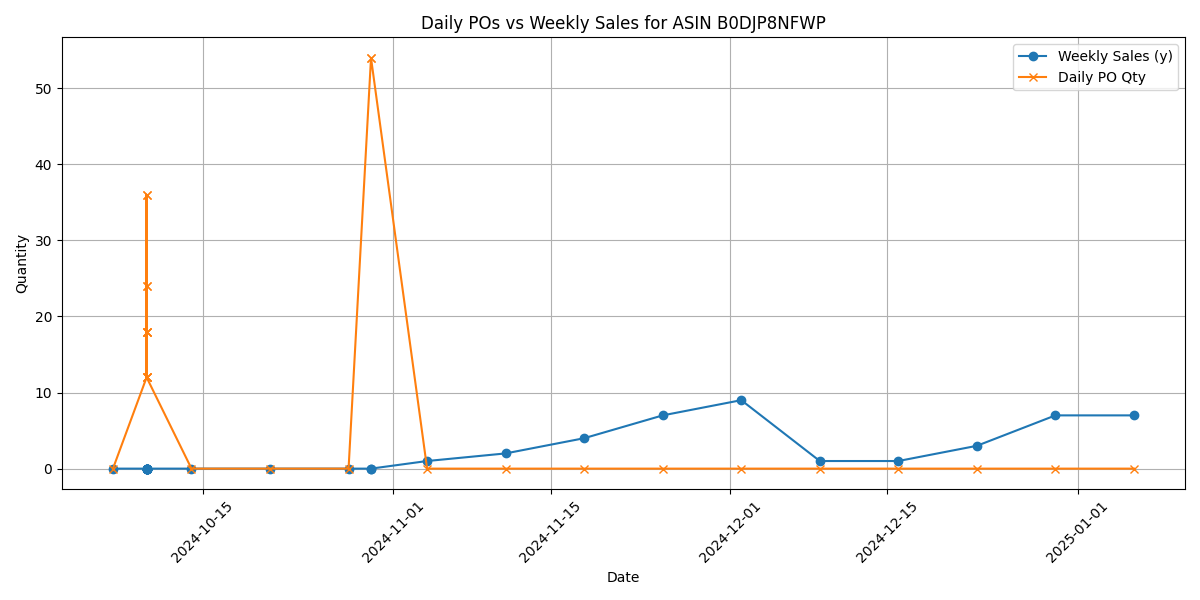 Daily POs vs Weekly Sales for ASIN B0DJP8NFWP
Weekly Sales (y)
Daily PO Qty
Quantity
50
40
30
20
10
0
2024-10-15
2024-11-01
2024-11-15
2024-12-01
2024-12-15
2025-01-01
Date